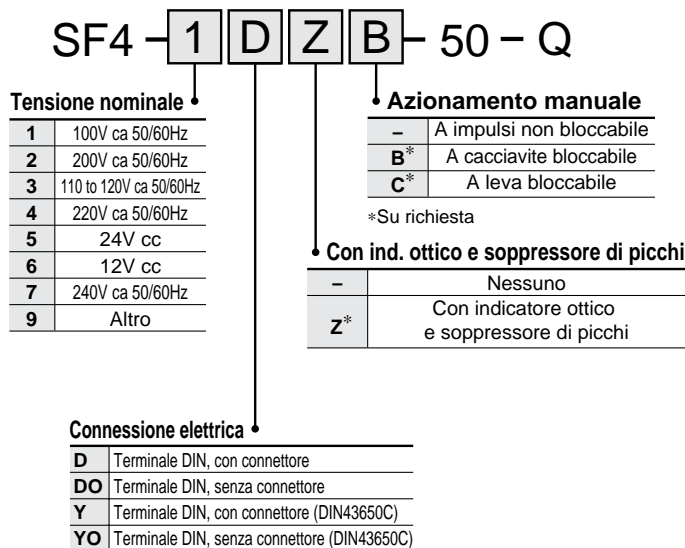 SF4 – 1 D Z B – 50 – Q
Tensione nominale
1 100V ca 50/60Hz
2 200V ca 50/60Hz
3 110 to 120V ca 50/60Hz
4 220V ca 50/60Hz
5 24V cc
6 12V cc
7 240V ca 50/60Hz
9 Altro
Azionamento manuale
– A impulsi non bloccabile
B* A cacciavite bloccabile
C* A leva bloccabile
*Su richiesta
Con ind. ottico e soppressore di picchi
– Nessuno
Z* Con indicatore ottico
e soppressore di picchi
Connessione elettrica
D Terminale DIN, con connettore
DO Terminale DIN, senza connettore
Y Terminale DIN, con connettore (DIN43650C)
YO Terminale DIN, senza connettore (DIN43650C)